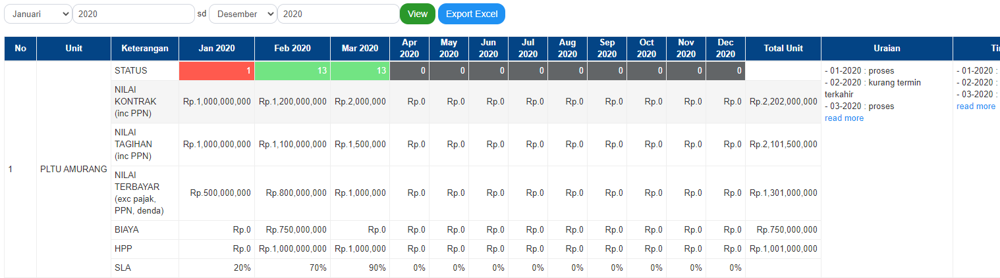 Januari 2020 sd Desember 2020 View Export Excel
No Unit Keterangan Jan 2020 Feb 2020 Mar 2020 Apr 2020 May 2020 Jun 2020 Jul 2020 Aug 2020 Sep 2020 Oct 2020 Nov 2020 Dec 2020 Total Unit Uraian
1 PLTU AMURANG
STATUS 1 13 13 0 0 0 0 0 0 0 0 0
NILAI KONTRAK (inc PPN) Rp.1,000,000,000 Rp.1,200,000,000 Rp.2,000,000 Rp.0 Rp.0 Rp.0 Rp.0 Rp.0 Rp.0 Rp.0 Rp.0 Rp.0 Rp.2,202,000,000
NILAI TAGIHAN (inc PPN) Rp.1,000,000,000 Rp.1,100,000,000 Rp.1,500,000 Rp.0 Rp.0 Rp.0 Rp.0 Rp.0 Rp.0 Rp.0 Rp.0 Rp.0 Rp.2,101,500,000
NILAI TERBAYAR (exc pajak, PPN, denda) Rp.500,000,000 Rp.800,000,000 Rp.1,000,000 Rp.0 Rp.0 Rp.0 Rp.0 Rp.0 Rp.0 Rp.0 Rp.0 Rp.0 Rp.1,301,000,000
BIAYA Rp.0 Rp.750,000,000 Rp.0 Rp.0 Rp.0 Rp.0 Rp.0 Rp.0 Rp.0 Rp.0 Rp.0 Rp.0 Rp.750,000,000
HPP Rp.0 Rp.1,000,000,000 Rp.1,000,000 Rp.0 Rp.0 Rp.0 Rp.0 Rp.0 Rp.0 Rp.0 Rp.0 Rp.0 Rp.1,001,000,000
SLA 20% 70% 90% 0% 0% 0% 0% 0% 0% 0% 0% 0%
- 01-2020 : proses
- 02-2020 : kurang termin
terkahir
- 03-2020 : proses
read more
- 01-2020 :
- 02-2020 :
- 03-2020 :
read more